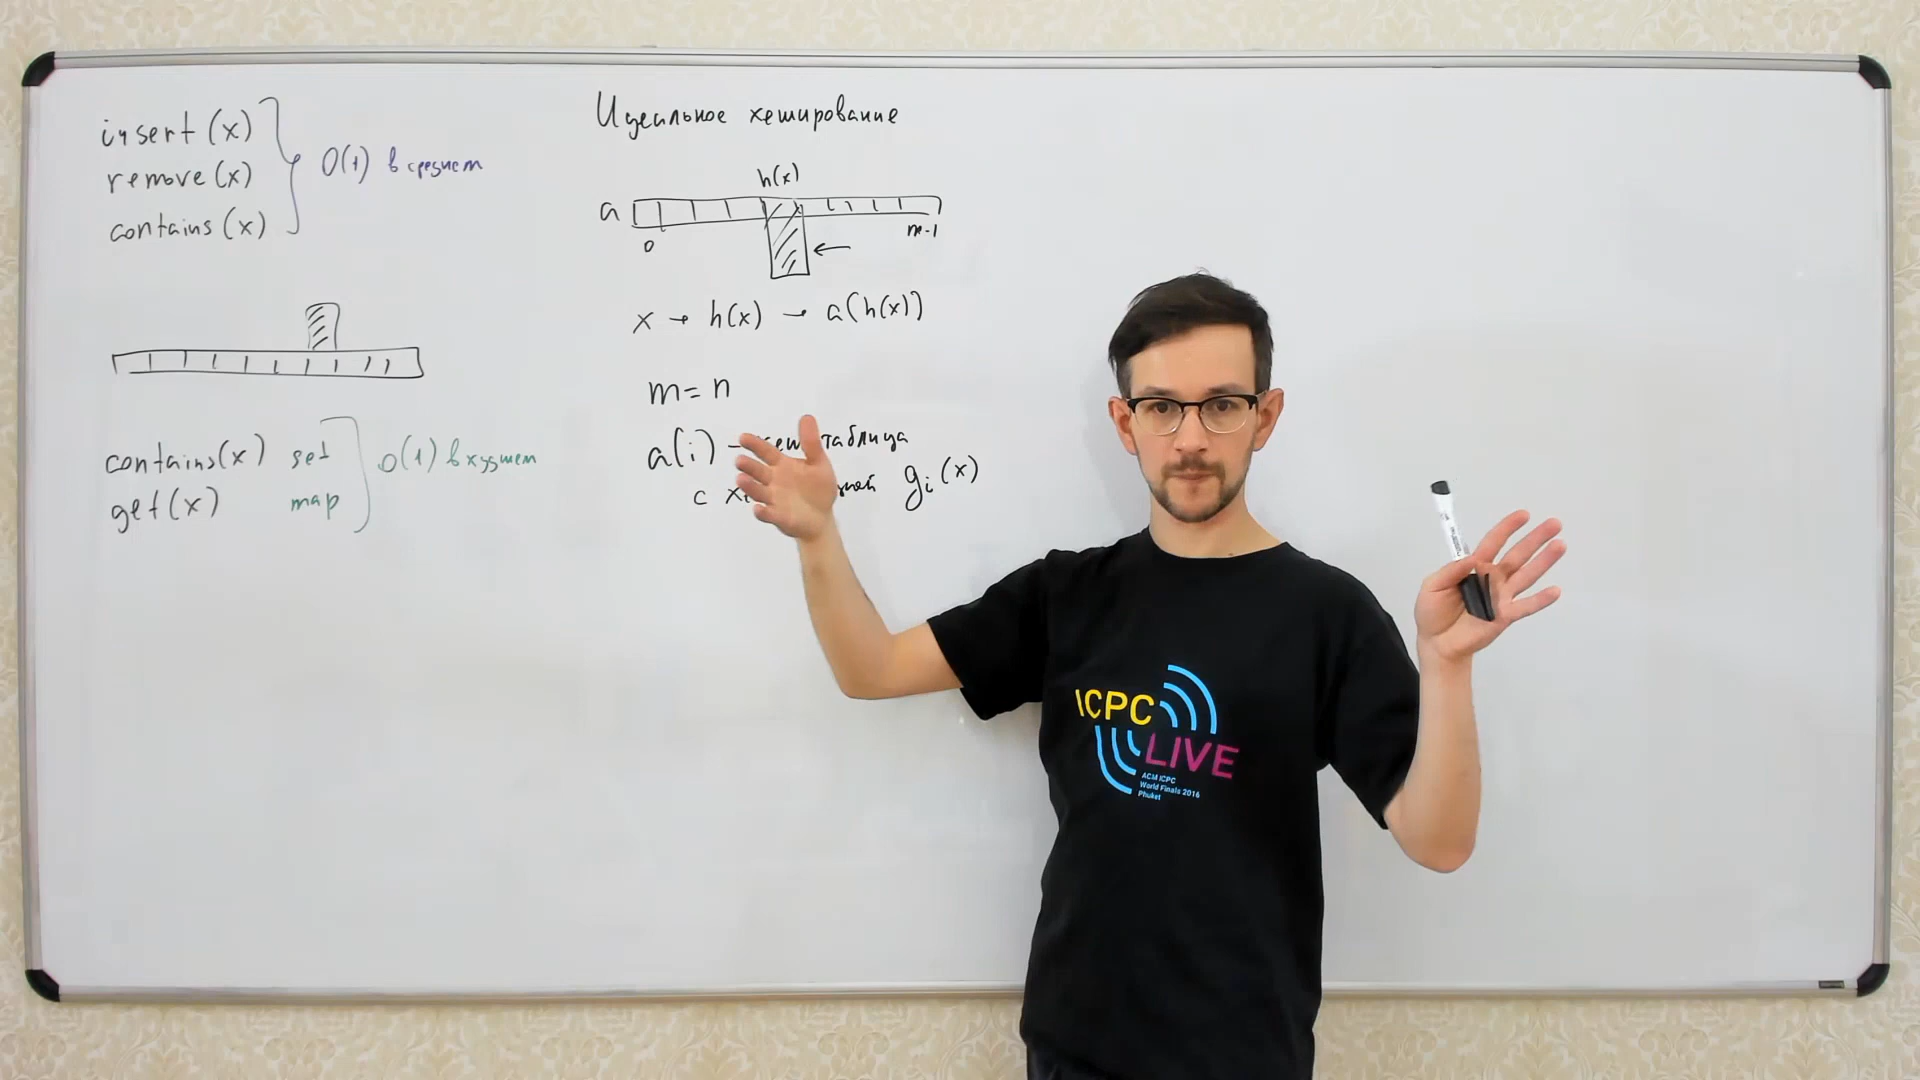 insert (x)
remove (x)
contains (x)
O(1) в среднем
contains(x) set
get(x) map
O(1) в худшем
Идеальное хеширование
h(x)
a
0
m-1
x → h(x) → a(h(x))
m = n
a(i) - таблица
с gᵢ(x)
ICPC
LIVE
ACM ICPC
World Finals 2016
Phuket